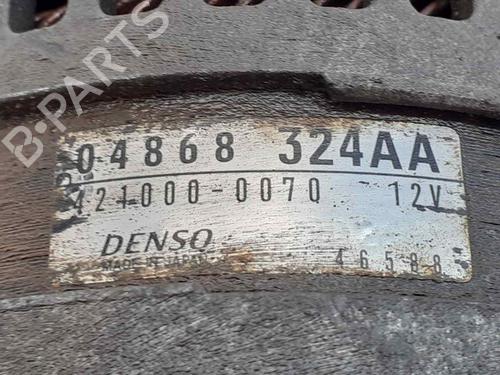 04868 324AA
421000-0070 12V
DENSO
MADE IN JAPAN
46588
B-PARTS